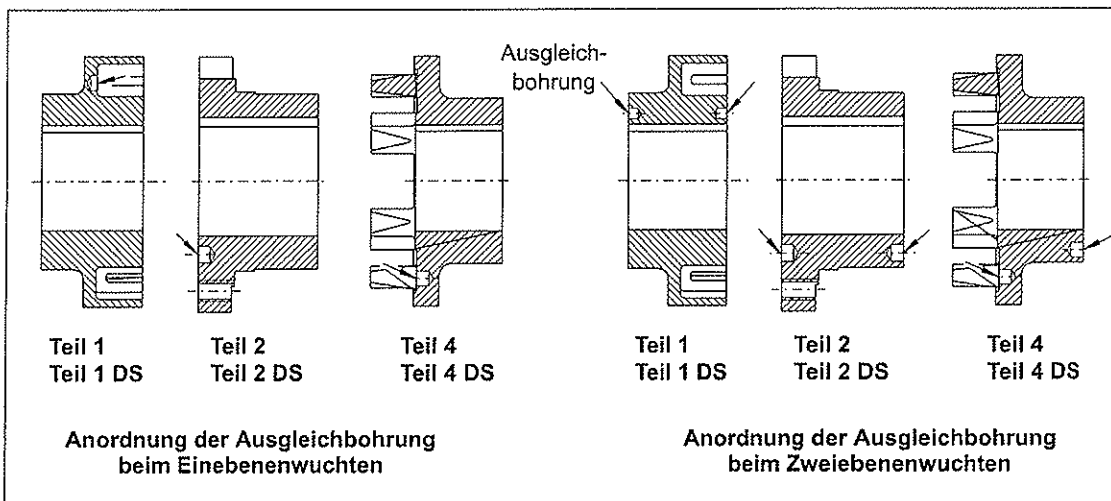 Ausgleich-
bohrung
Teil 1
Teil 1 DS
Teil 2
Teil 2 DS
Teil 4
Teil 4 DS
Teil 1
Teil 1 DS
Teil 2
Teil 2 DS
Teil 4
Teil 4 DS
Anordnung der Ausgleichbohrung
beim Einebenenwuchten
Anordnung der Ausgleichbohrung
beim Zweiebenenwuchten